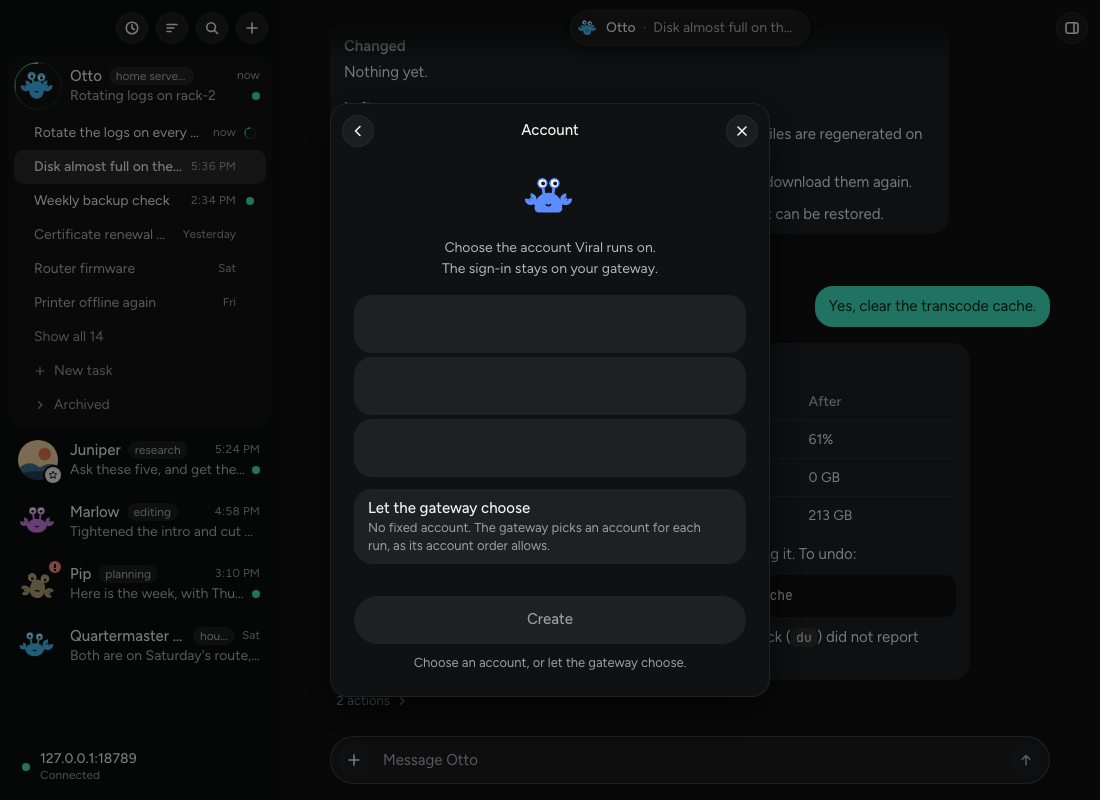 Otto home serve... now
Rotating logs on rack-2
Rotate the logs on every ... now
Disk almost full on the... 5:36 PM
Weekly backup check 2:34 PM
Certificate renewal ... Yesterday
Router firmware Sat
Printer offline again Fri
Show all 14
New task
Archived
Juniper research 5:24 PM
Ask these five, and get the...
Marlow editing 4:58 PM
Tightened the intro and cut ...
Pip planning 3:10 PM
Here is the week, with Thu...
Quartermaster ... hou... Sat
Both are on Saturday's route,...
127.0.0.1:18789
Connected
Otto · Disk almost full on th...
Changed
Nothing yet.
iles are regenerated on
download them again.
can be restored.
Yes, clear the transcode cache.
After
61%
0 GB
213 GB
g it. To undo:
che
ck (du) did not report
2 actions
Message Otto
Account
Choose the account Viral runs on.
The sign-in stays on your gateway.
Let the gateway choose
No fixed account. The gateway picks an account for each
run, as its account order allows.
Create
Choose an account, or let the gateway choose.